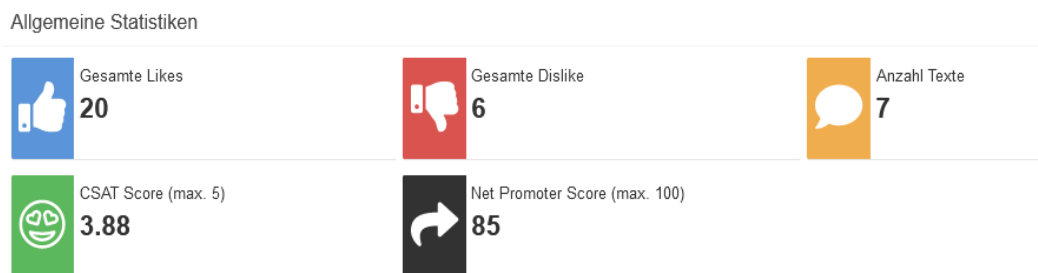 Allgemeine Statistiken
Gesamte Likes
20
Gesamte Dislike
6
Anzahl Texte
7
CSAT Score (max. 5)
3.88
Net Promoter Score (max. 100)
85